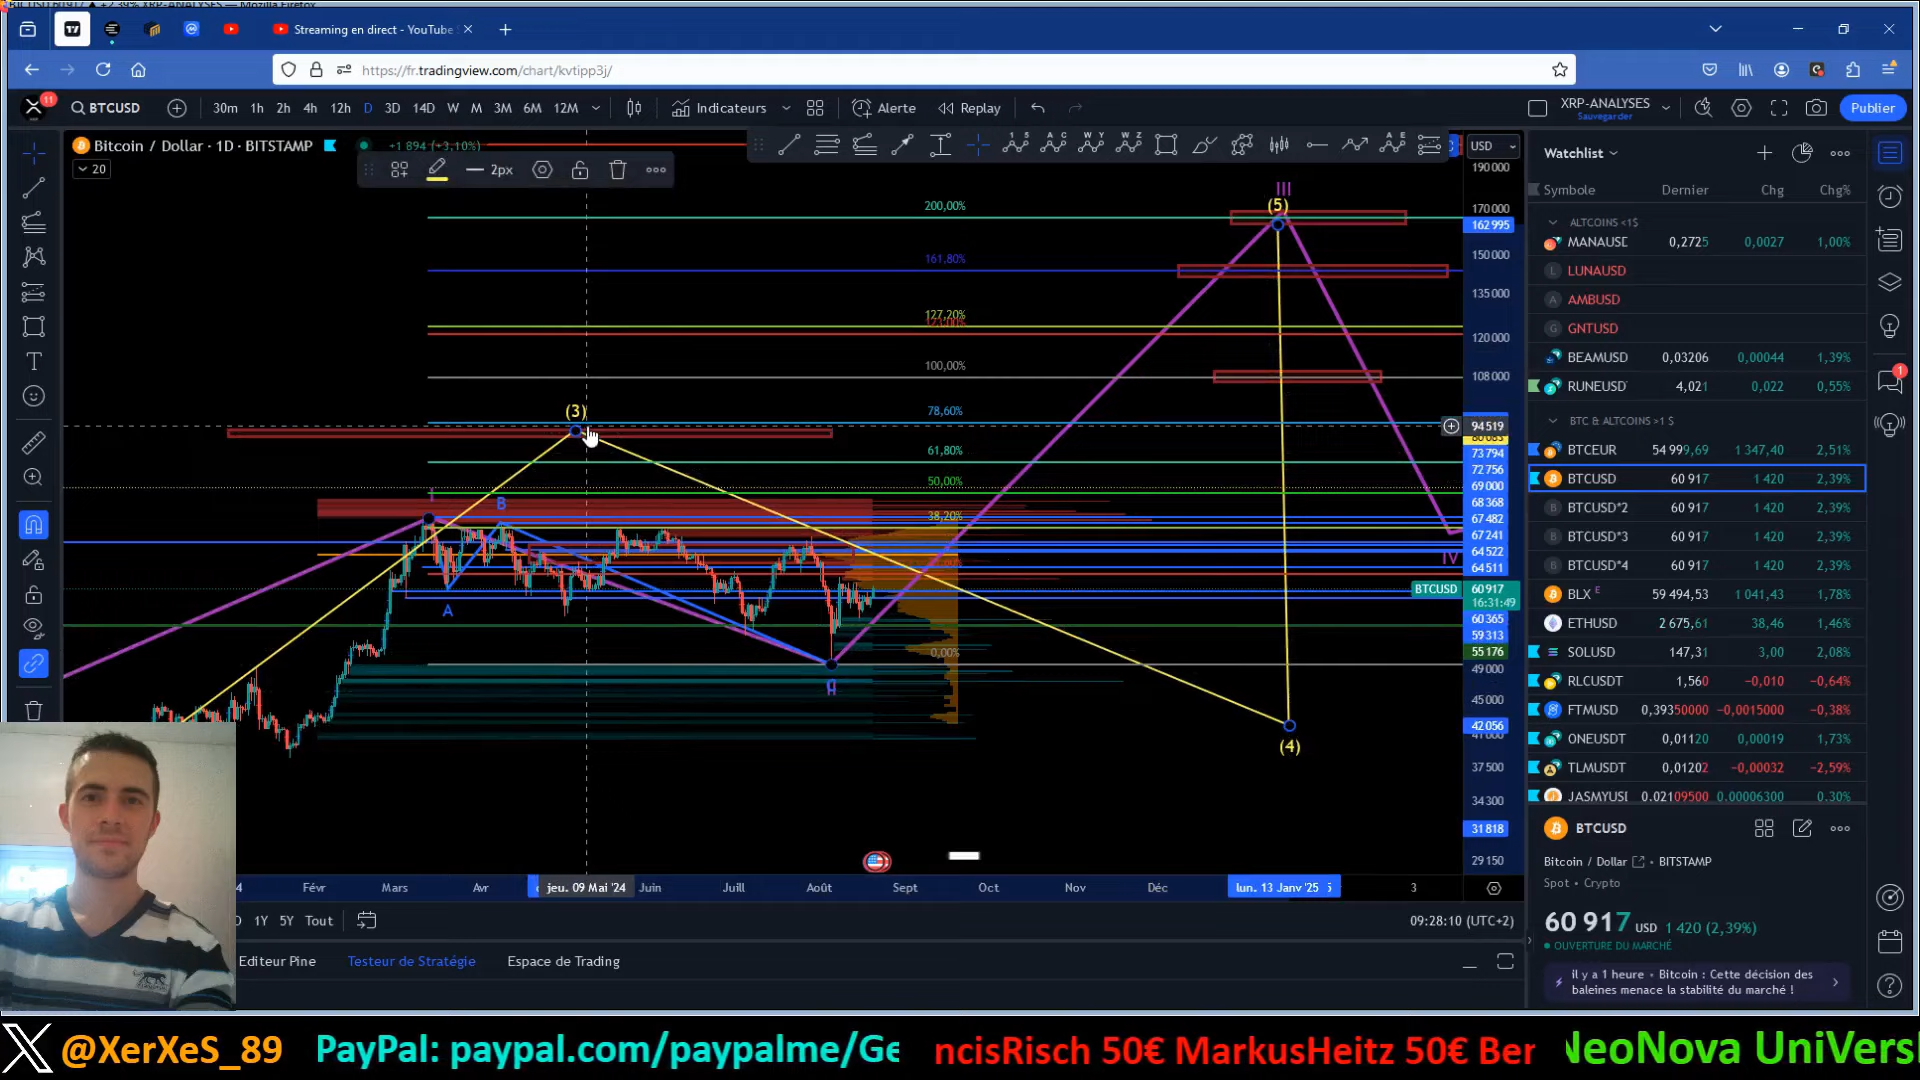 BTCUSD 60917 ▲ +2.39% XRP-ANALYSES — Mozilla Firefox
Streaming en direct - YouTube
https://fr.tradingview.com/chart/kvtipp3j/
11
BTCUSD
30m 1h 2h 4h 12h D 3D 14D W M 3M 6M 12M
Indicateurs
Alerte
Replay
XRP-ANALYSES
Sauvegarder
Publier
Bitcoin / Dollar · 1D · BITSTAMP
+1 894 (+3,10%)
20
2px
USD
190 000
170 000
162 995
150 000
135 000
120 000
108 000
94 519
80 083
73 794
72 756
69 000
68 368
67 482
67 241
64 522
64 511
BTCUSD 60 917
16:31:49
60 365
59 313
55 176
49 000
45 000
42 056
41 000
37 500
34 300
31 818
29 150
III
(5)
200,00%
161,80%
127,20%
100,00%
78,60%
(3)
61,80%
50,00%
38,20%
I
B
A
0,00%
IV
(4)
Févr Mars Avr jeu. 09 Mai '24 Juin Juill Août Sept Oct Nov Déc lun. 13 Janv '25 3
1Y 5Y Tout
09:28:10 (UTC+2)
Editeur Pine
Testeur de Stratégie
Espace de Trading
Watchlist
Symbole Dernier Chg Chg%
ALTCOINS <1$
MANAUSD 0,2725 0,0027 1,00%
LUNAUSD
AMBUSD
GNTUSD
BEAMUSD 0,03206 0,00044 1,39%
RUNEUSD 4,021 0,022 0,55%
BTC & ALTCOINS >1 $
BTCEUR 54 999,69 1 347,40 2,51%
BTCUSD 60 917 1 420 2,39%
BTCUSD*2 2,39%
BTCUSD*3 2,39%
BTCUSD*4 2,39%
BLX E 59 494,53 1 041,43 1,78%
ETHUSD 2 675,61 38,46 1,46%
SOLUSD 147,31 3,00 2,08%
RLCUSDT 1,560 −0,010 −0,64%
FTMUSD 0,39350000 −0,0015000 −0,38%
ONEUSDT 0,01120 0,00019 1,73%
TLMUSDT 0,01202 −0,00032 −2,59%
JASMYUSI 0.02109500 0.00006300 0.30%
BTCUSD
Bitcoin / Dollar • BITSTAMP
Spot • Crypto
60 917 USD 1 420 (2,39%)
OUVERTURE DU MARCHÉ
il y a 1 heure • Bitcoin : Cette décision des
baleines menace la stabilité du marché !
1
@XerXeS_89
PayPal: paypal.com/paypalme/Ge
ncisRisch 50€ MarkusHeitz 50€ Ber
NeoNova UniVers